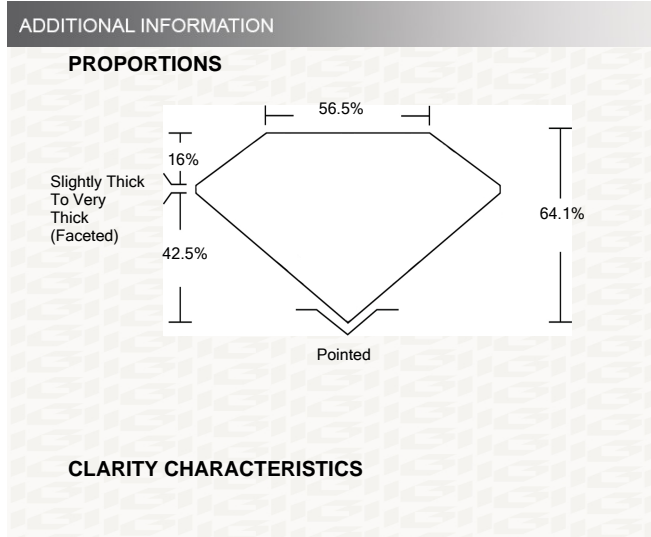 ADDITIONAL INFORMATION
PROPORTIONS
56.5%
16%
Slightly Thick
To Very
Thick
(Faceted)
64.1%
42.5%
Pointed
CLARITY CHARACTERISTICS